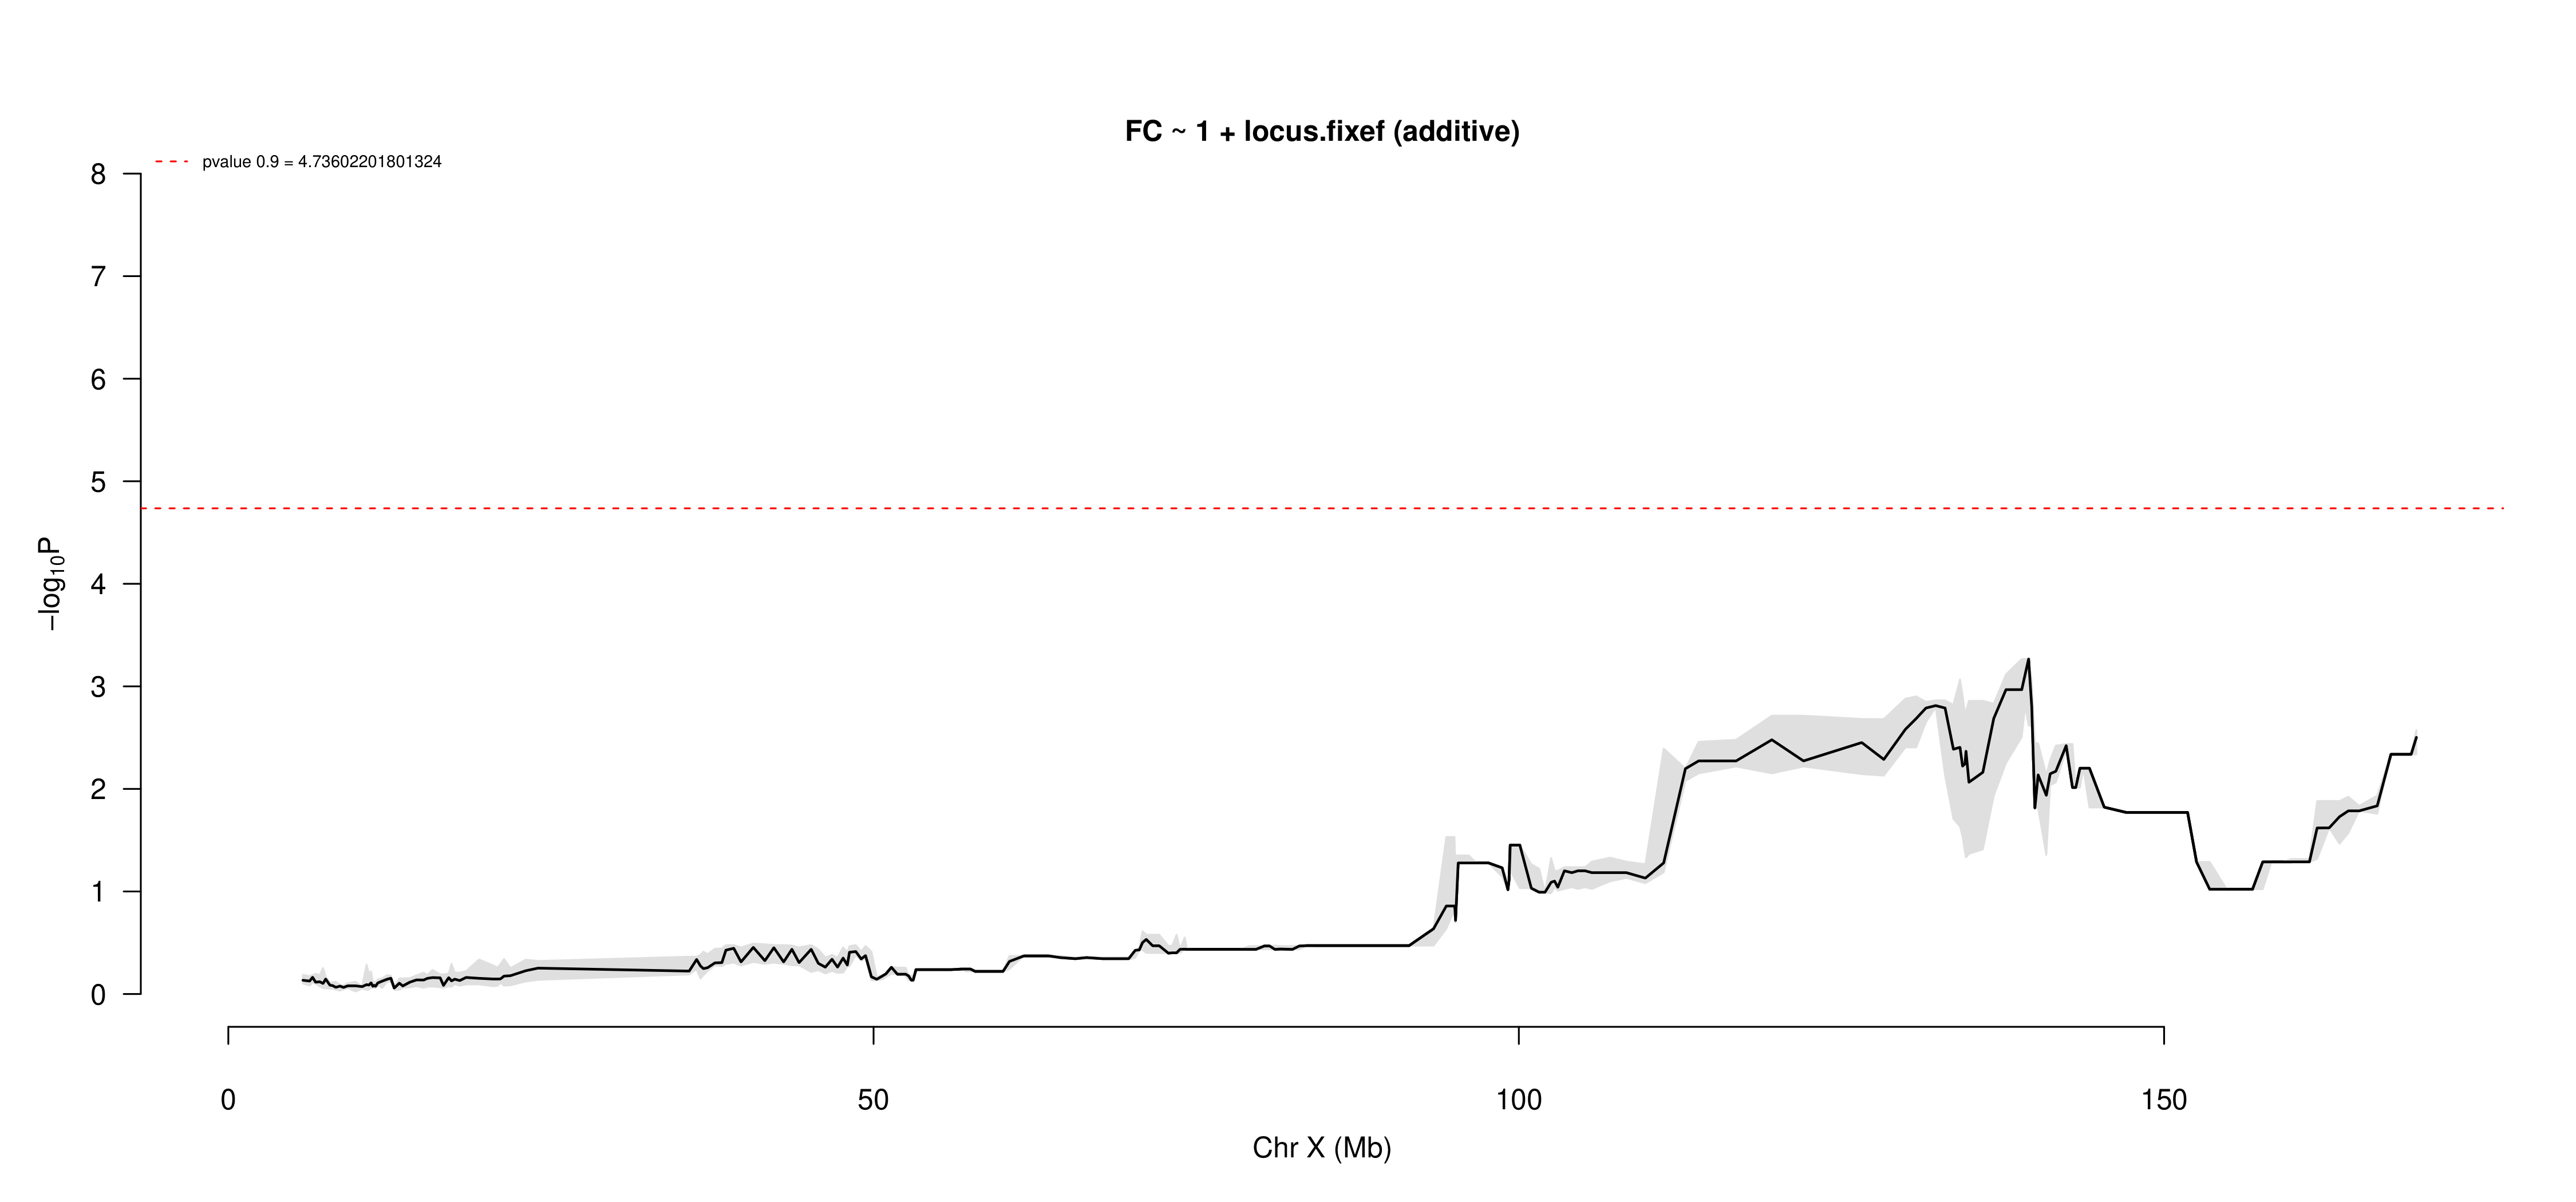 FC ~ 1 + locus.fixef (additive)
pvalue 0.9 = 4.73602201801324
8
7
6
5
4
3
2
1
0
−log10P
0 50 100 150
Chr X (Mb)